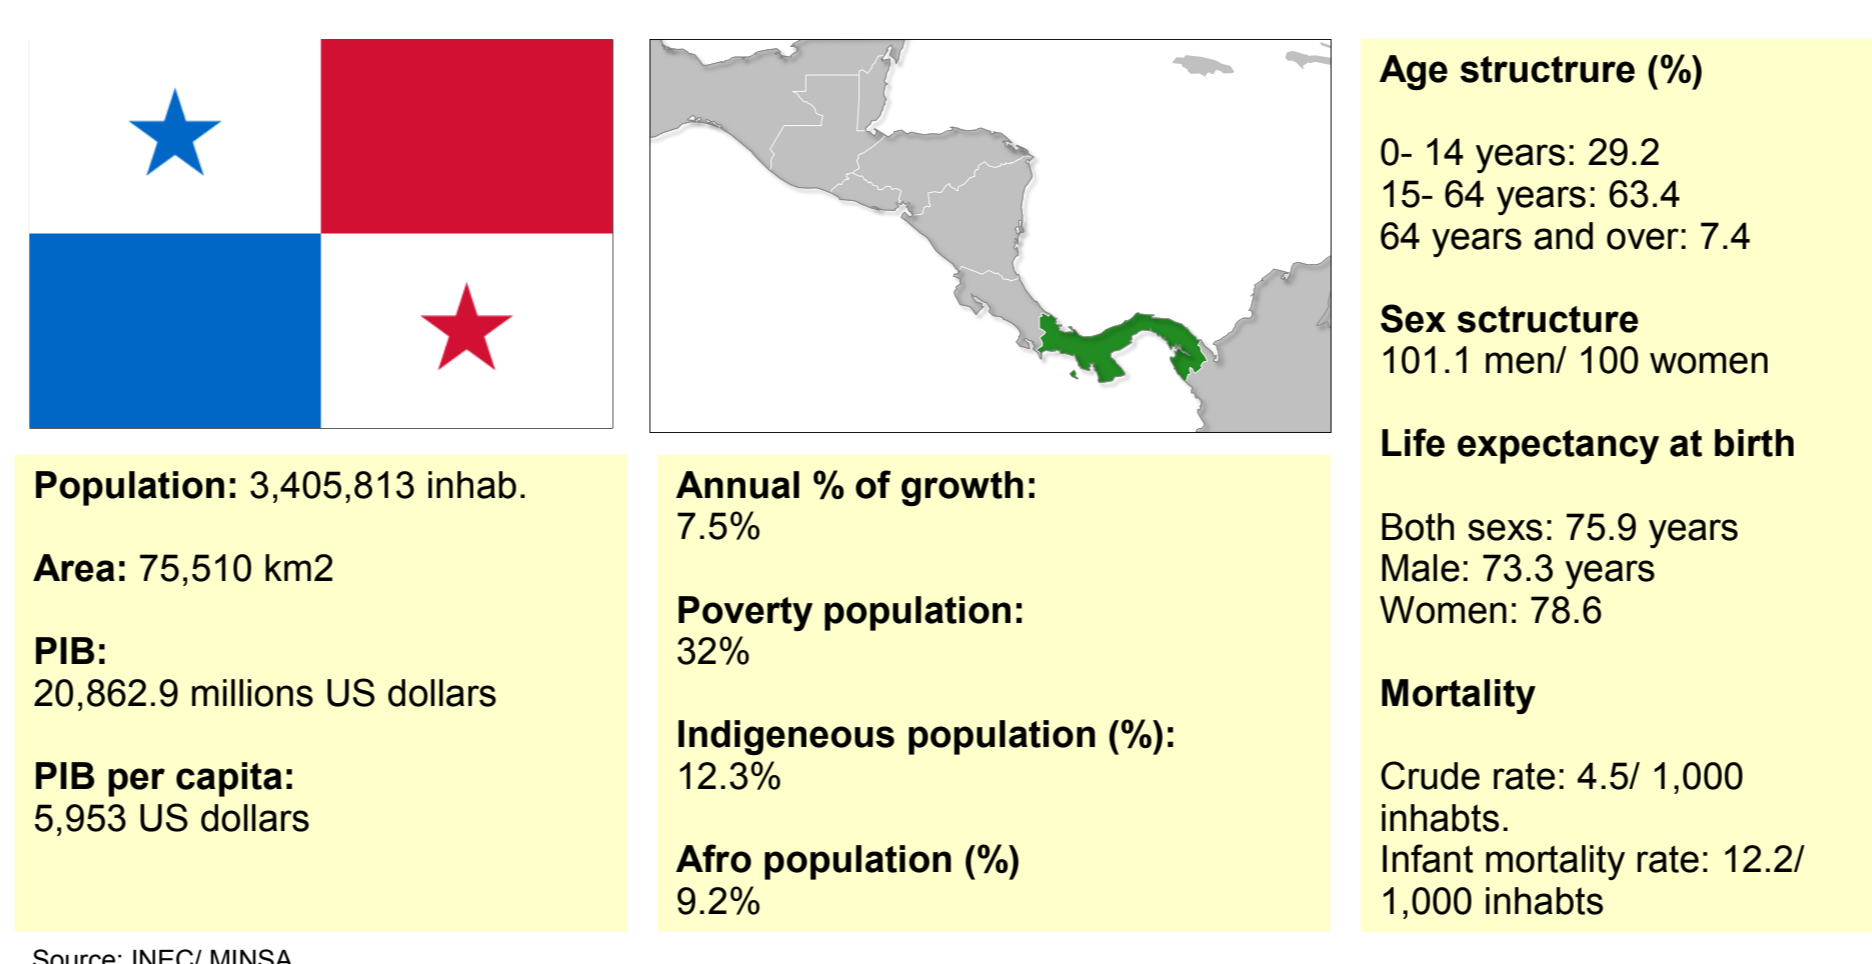 Population: 3,405,813 inhab.
Area: 75,510 km2
PIB:
20,862.9 millions US dollars
PIB per capita:
5,953 US dollars
Annual % of growth:
7.5%
Poverty population:
32%
Indigeneous population (%):
12.3%
Afro population (%)
9.2%
Age structrure (%)
0- 14 years: 29.2
15- 64 years: 63.4
64 years and over: 7.4
Sex sctructure
101.1 men/ 100 women
Life expectancy at birth
Both sexs: 75.9 years
Male: 73.3 years
Women: 78.6
Mortality
Crude rate: 4.5/ 1,000
inhabts.
Infant mortality rate: 12.2/
1,000 inhabts
Source: INEC/ MINSA